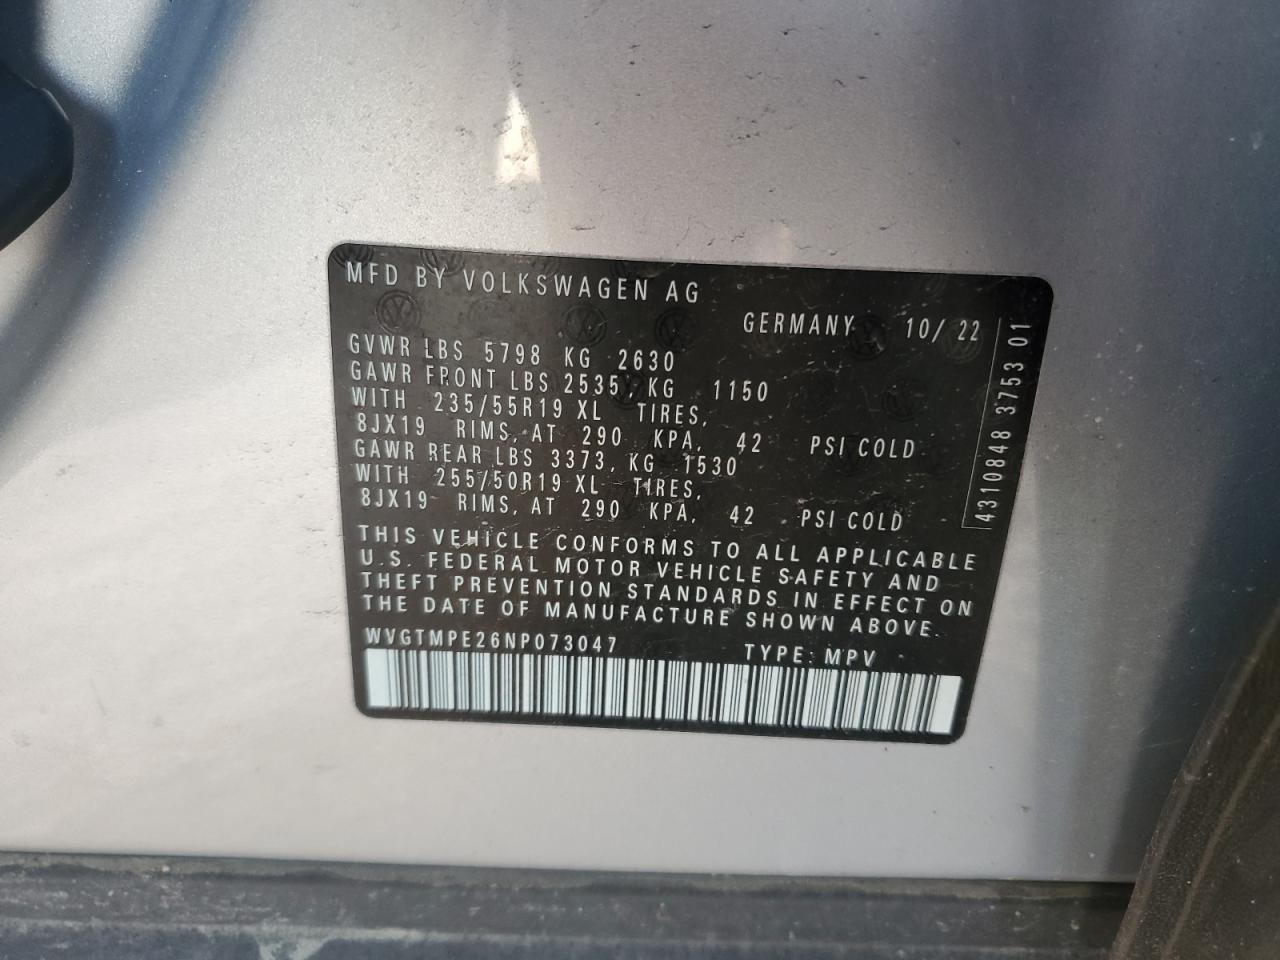 MFD BY VOLKSWAGEN AG
GERMANY 10/ 22
GVWR LBS 5798 KG 2630
GAWR FRONT LBS 2535, KG 1150
WITH 235/55R19 XL TIRES,
8JX19 RIMS, AT 290 KPA, 42 PSI COLD
GAWR REAR LBS 3373, KG 1530
WITH 255/50R19 XL TIRES,
8JX19 RIMS, AT 290 KPA, 42 PSI COLD
THIS VEHICLE CONFORMS TO ALL APPLICABLE
U.S. FEDERAL MOTOR VEHICLE SAFETY AND
THEFT PREVENTION STANDARDS IN EFFECT ON
THE DATE OF MANUFACTURE SHOWN ABOVE.
WVGTMPE26NP073047 TYPE: MPV
4310848 3753 01